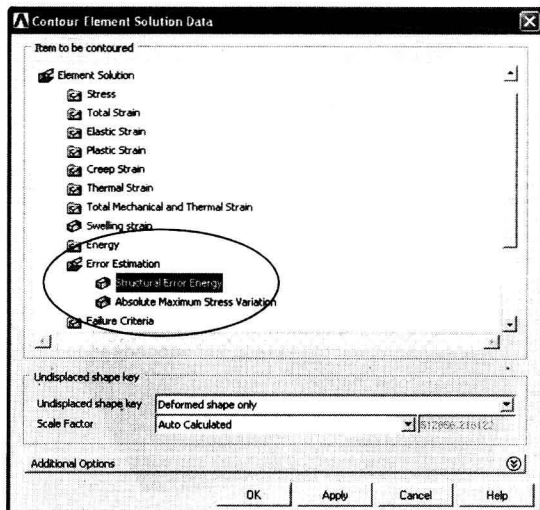 Contour Element Solution Data
Item to be contoured
Element Solution
Stress
Total Strain
Elastic Strain
Plastic Strain
Creep Strain
Thermal Strain
Total Mechanical and Thermal Strain
Swelling strain
Energy
Error Estimation
Structural Error Energy
Absolute Maximum Stress Variation
Failure Criteria
Undisplaced shape key
Undisplaced shape key Deformed shape only
Scale Factor Auto Calculated
Additional Options
OK Apply Cancel Help